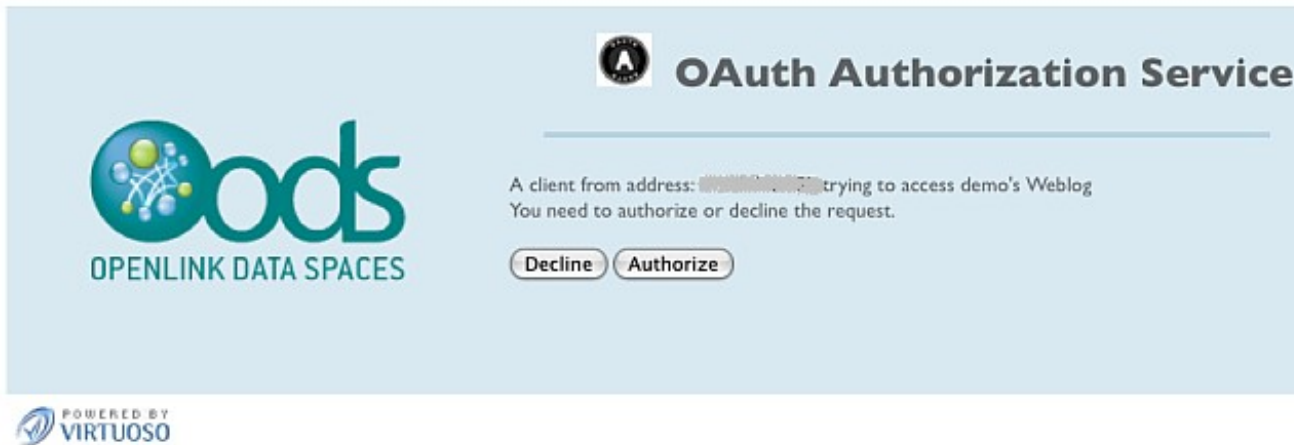 OAuth Authorization Service
ods
OPENLINK DATA SPACES
A client from address: trying to access demo's Weblog
You need to authorize or decline the request.
Decline Authorize
POWERED BY
VIRTUOSO